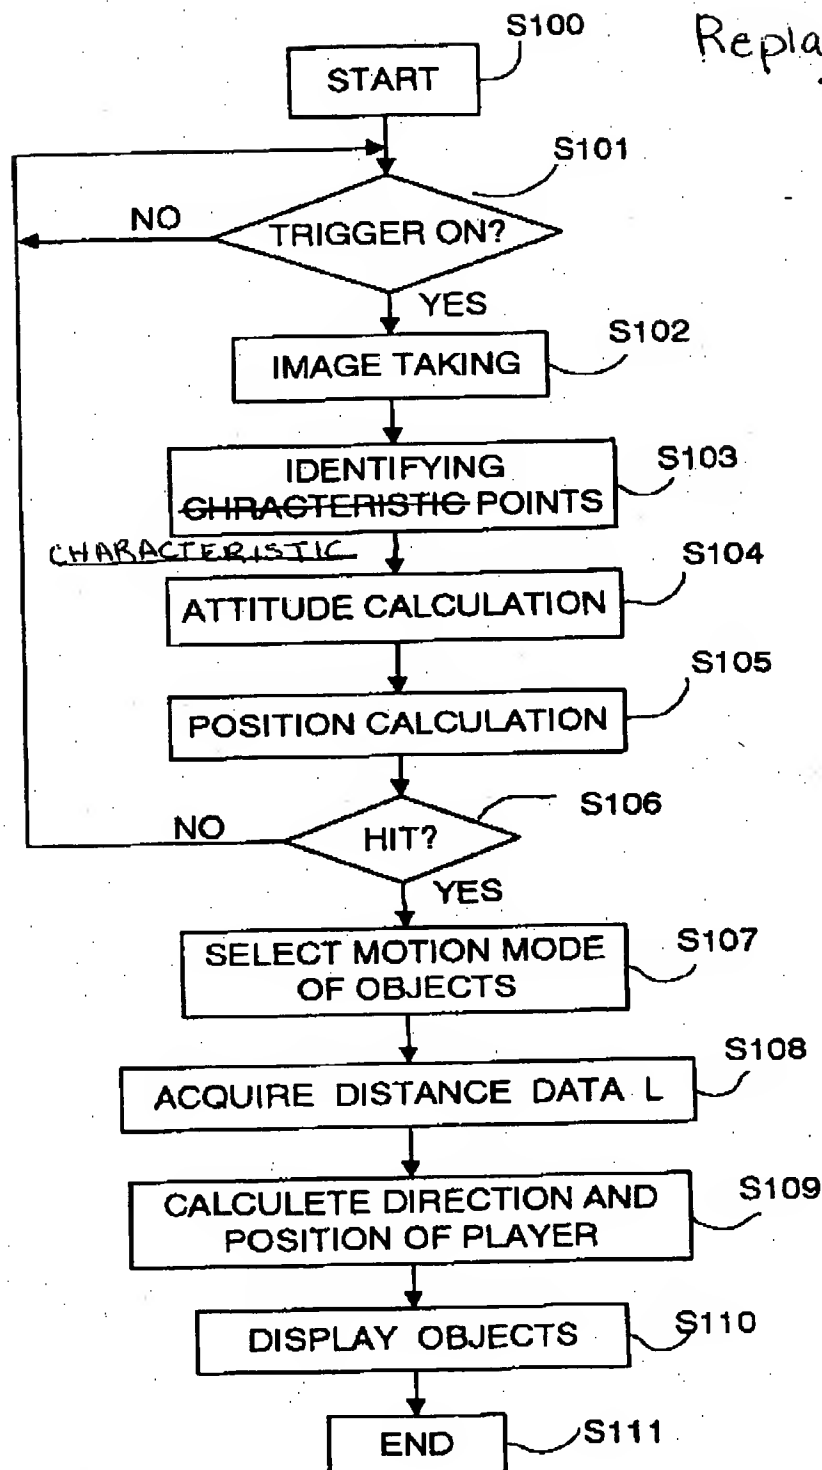 S100
Repla
START
S101
NO
TRIGGER ON?
YES
S102
IMAGE TAKING
S103
IDENTIFYING
CHRACTERISTIC POINTS
CHARACTERISTIC
S104
ATTITUDE CALCULATION
S105
POSITION CALCULATION
S106
NO
HIT?
YES
S107
SELECT MOTION MODE
OF OBJECTS
S108
ACQUIRE DISTANCE DATA L
S109
CALCULETE DIRECTION AND
POSITION OF PLAYER
S110
DISPLAY OBJECTS
S111
END